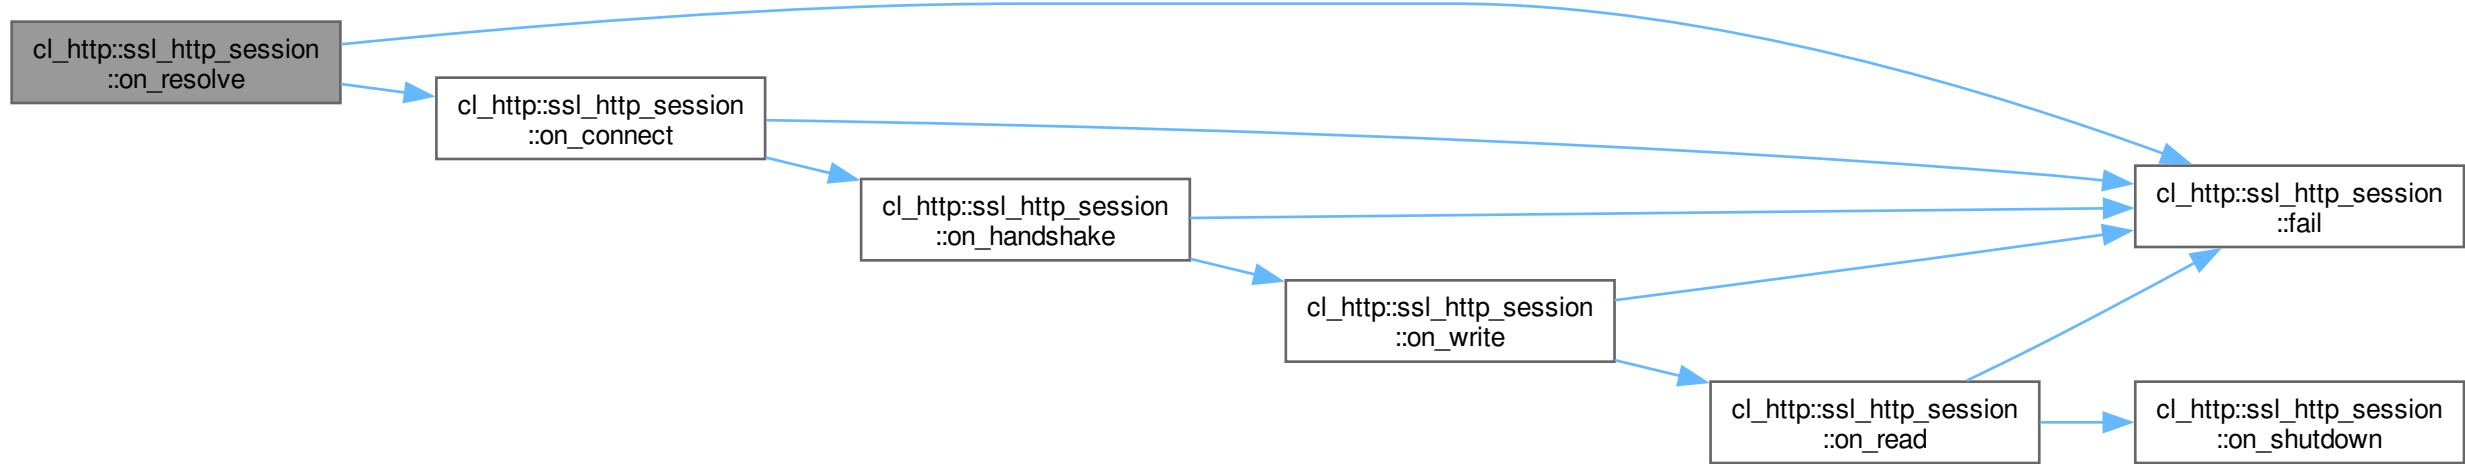 cl_http::ssl_http_session
::on_resolve
cl_http::ssl_http_session
::on_connect
cl_http::ssl_http_session
::on_handshake
cl_http::ssl_http_session
::on_write
cl_http::ssl_http_session
::on_read
cl_http::ssl_http_session
::fail
cl_http::ssl_http_session
::on_shutdown